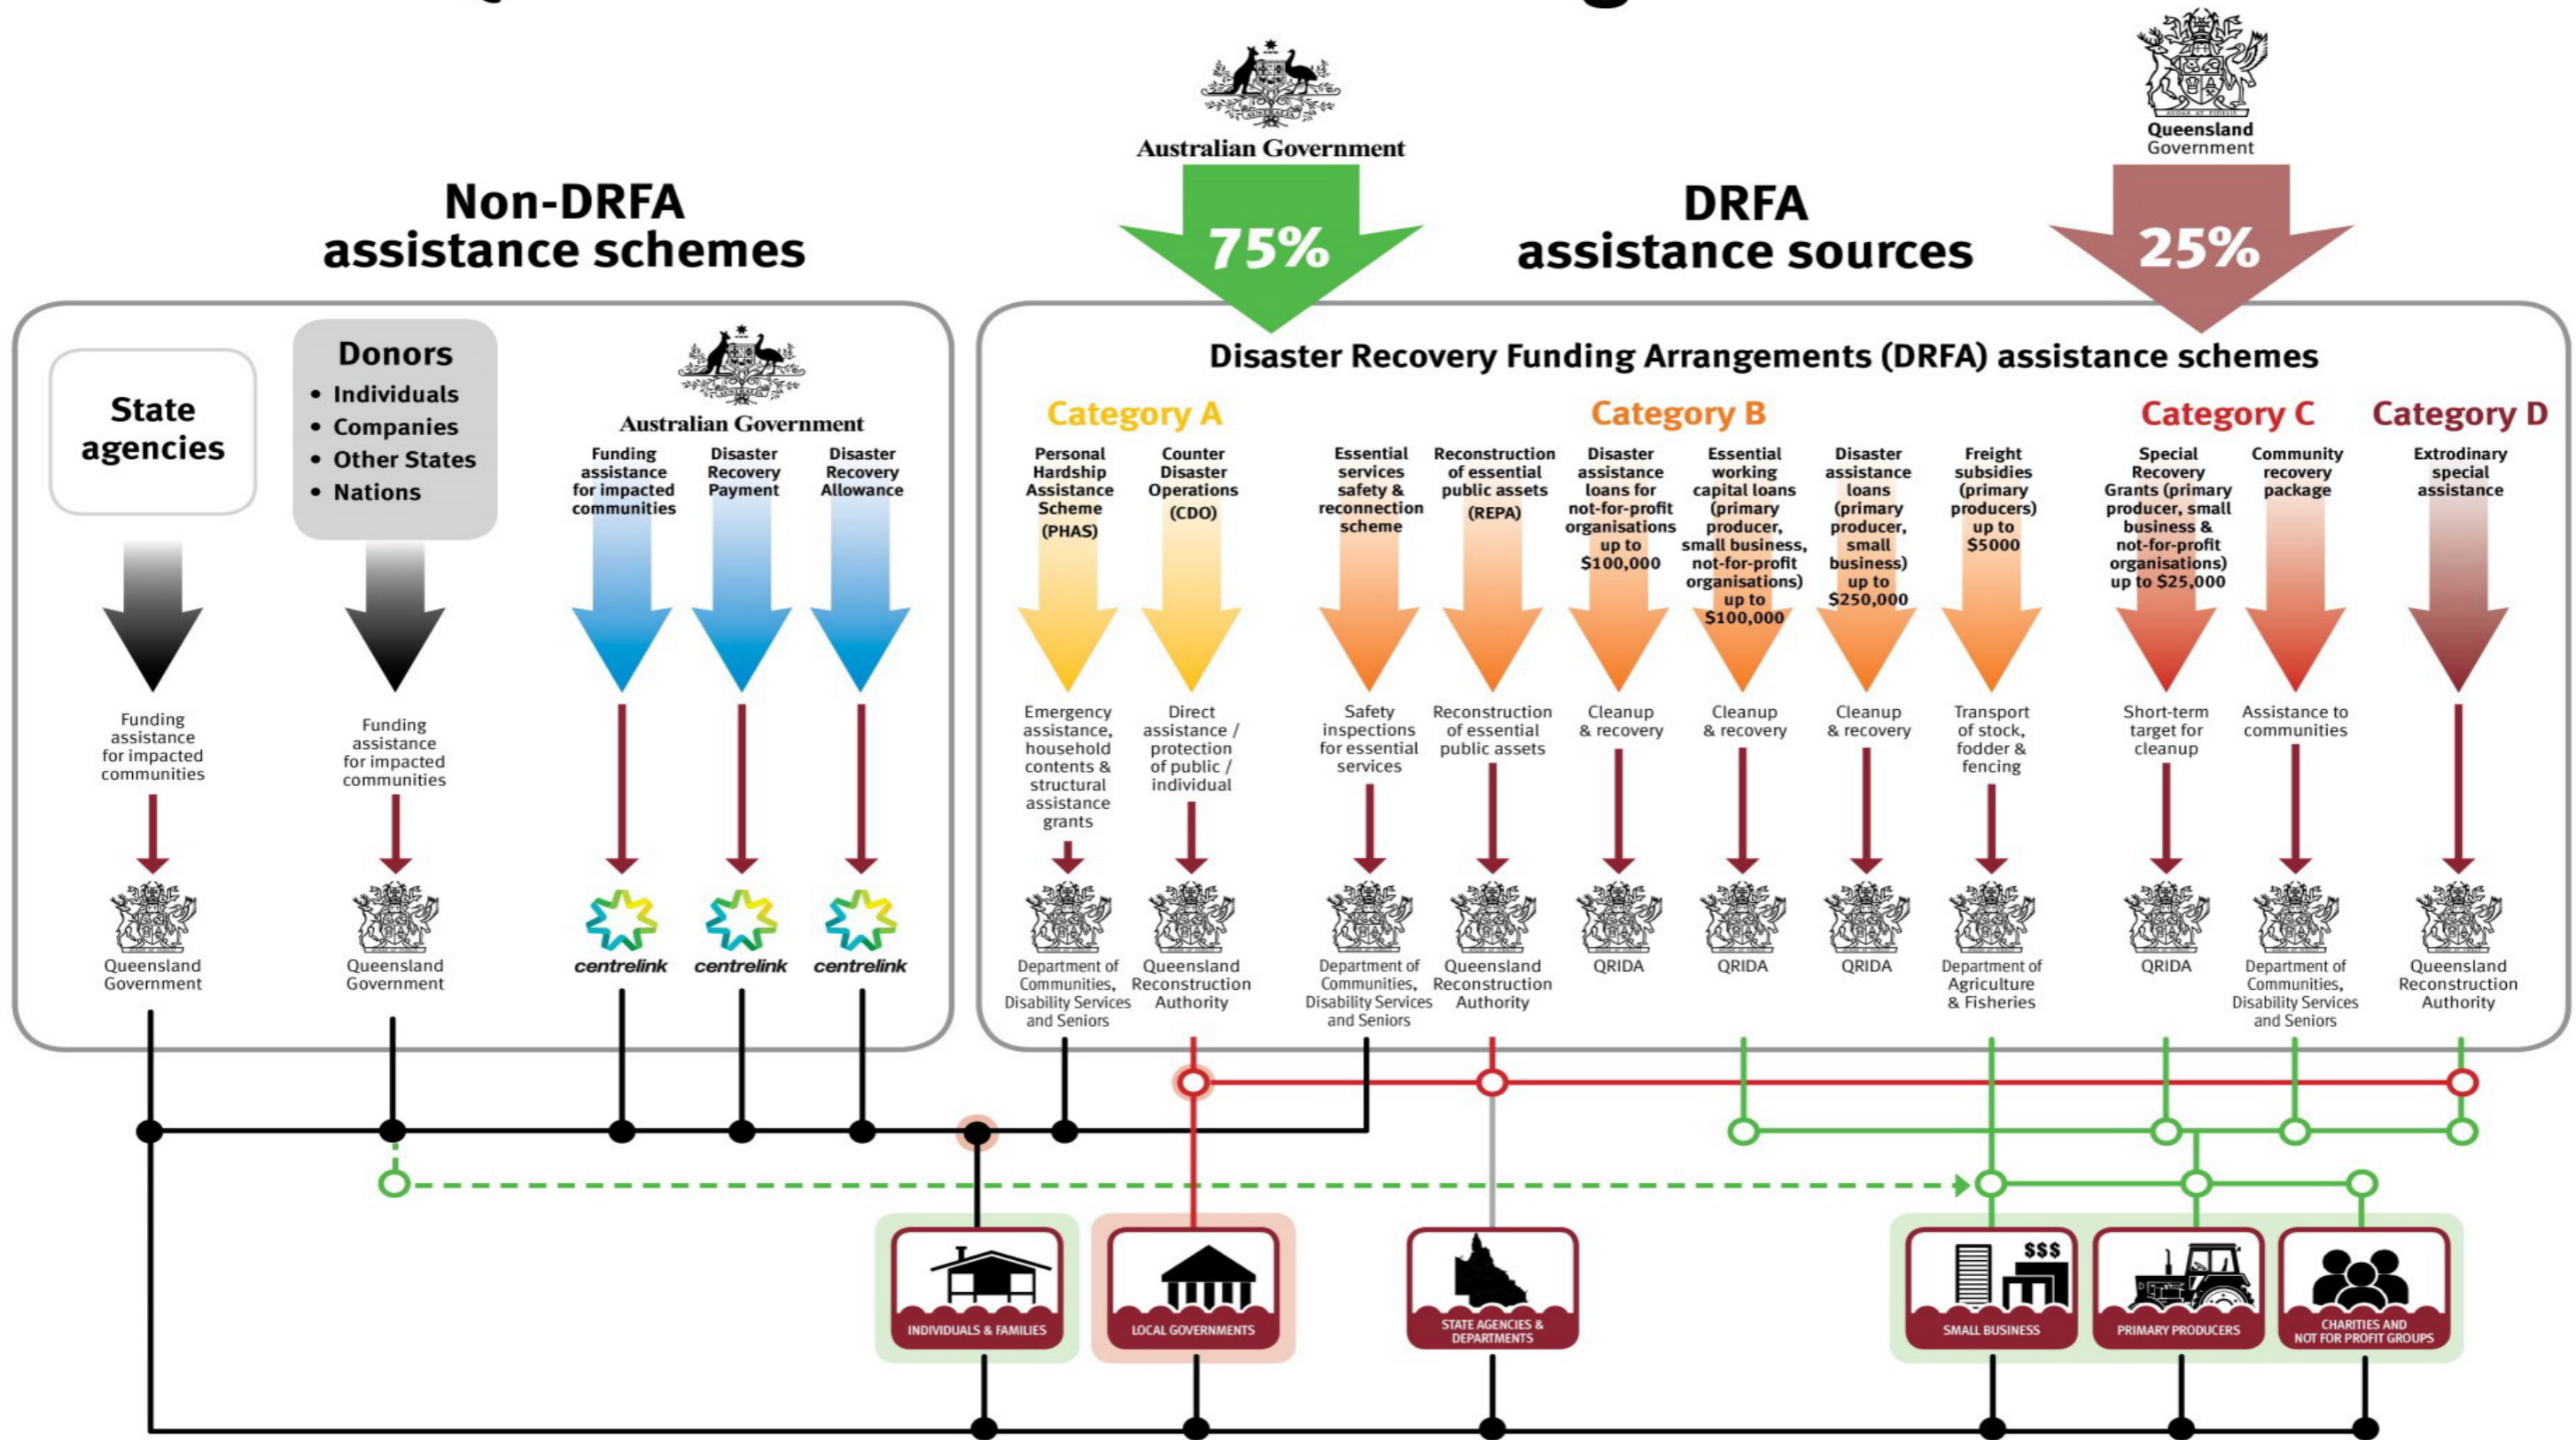 Australian Government
Queensland
Government
Non-DRFA
assistance schemes
75%
DRFA
assistance sources
25%
State
agencies
Donors
• Individuals
• Companies
• Other States
• Nations
Australian Government
Funding
assistance
for impacted
communities
Disaster
Recovery
Payment
Disaster
Recovery
Allowance
Funding
assistance
for impacted
communities
Funding
assistance
for impacted
communities
Queensland
Government
Queensland
Government
centrelink
centrelink
centrelink
Disaster Recovery Funding Arrangements (DRFA) assistance schemes
Category A
Category B
Category C
Category D
Personal
Hardship
Assistance
Scheme
(PHAS)
Counter
Disaster
Operations
(CDO)
Essential
services
safety &
reconnection
scheme
Reconstruction
of essential
public assets
(REPA)
Disaster
assistance
loans for
not-for-profit
organisations
up to
$100,000
Essential
working
capital loans
(primary
producer,
small business,
not-for-profit
organisations)
up to
$100,000
Disaster
assistance
loans
(primary
producer,
small
business)
up to
$250,000
Freight
subsidies
(primary
producers)
up to
$5000
Special
Recovery
Grants (primary
producer, small
business &
not-for-profit
organisations)
up to $25,000
Community
recovery
package
Extrodinary
special
assistance
Emergency
assistance,
household
contents &
structural
assistance
grants
Direct
assistance /
protection
of public /
individual
Safety
inspections
for essential
services
Reconstruction
of essential
public assets
Cleanup
& recovery
Cleanup
& recovery
Cleanup
& recovery
Transport
of stock,
fodder &
fencing
Short-term
target for
cleanup
Assistance to
communities
Department of
Communities,
Disability Services
and Seniors
Queensland
Reconstruction
Authority
Department of
Communities,
Disability Services
and Seniors
Queensland
Reconstruction
Authority
QRIDA
QRIDA
QRIDA
Department of
Agriculture
& Fisheries
QRIDA
Department of
Communities,
Disability Services
and Seniors
Queensland
Reconstruction
Authority
INDIVIDUALS & FAMILIES
LOCAL GOVERNMENTS
STATE AGENCIES &
DEPARTMENTS
$$$
SMALL BUSINESS
PRIMARY PRODUCERS
CHARITIES AND
NOT FOR PROFIT GROUPS